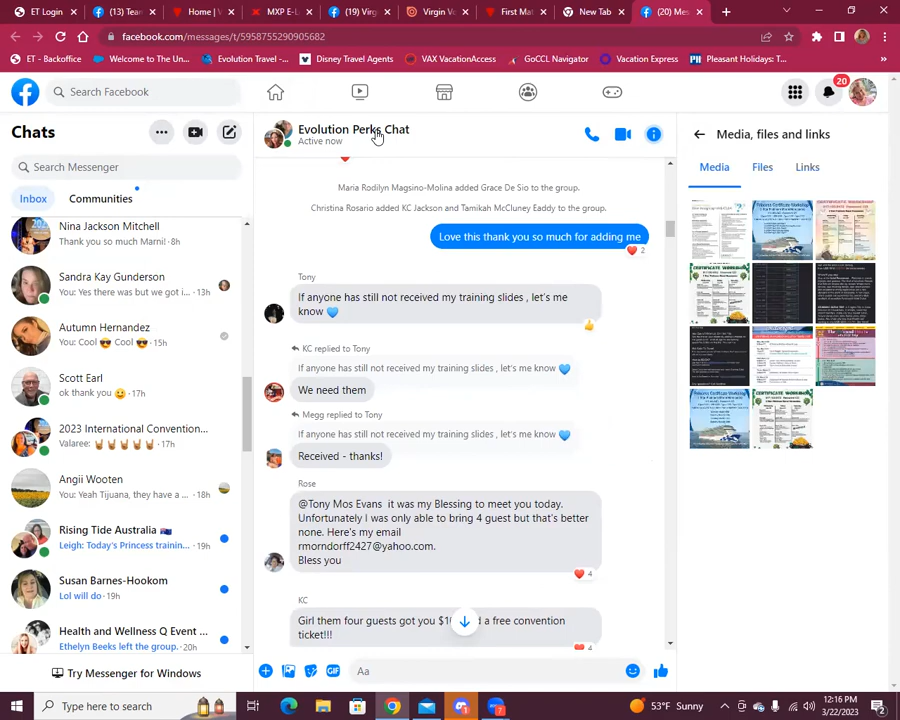 ET Login
(13) Tean
Home | V
MXP E-L
(19) Virg
Virgin Vo
First Mat
New Tab
(20) Mes
facebook.com/messages/t/5958755290905682
ET - Backoffice
Welcome to The Un...
Evolution Travel -...
Disney Travel Agents
VAX VacationAccess
GoCCL Navigator
Vacation Express
Pleasant Holidays: T...
Search Facebook
20
Chats
Search Messenger
Inbox
Communities
Nina Jackson Mitchell
Thank you so much Marni! · 8h
Sandra Kay Gunderson
You: Yes there was but we got i... · 13h
Autumn Hernandez
You: Cool 😎 Cool 😎 · 15h
Scott Earl
ok thank you 😃 · 17h
2023 International Convention...
Valaree: 🤘🤘🤘🤘🤘 · 17h
Angii Wooten
You: Yeah Tijuana, they have a ... · 18h
Rising Tide Australia 🇦🇺
Leigh: Today's Princess trainin... · 19h
Susan Barnes-Hookom
Lol will do · 19h
Health and Wellness Q Event ...
Ethelyn Beeks left the group. · 20h
Try Messenger for Windows
Evolution Perks Chat
Active now
Maria Rodilyn Magsino-Molina added Grace De Sio to the group.
Christina Rosario added KC Jackson and Tamikah McCluney Eaddy to the group.
Love this thank you so much for adding me
2
Tony
If anyone has still not received my training slides , let's me
know 💙
KC replied to Tony
If anyone has still not received my training slides , let's me know 💙
We need them
Megg replied to Tony
If anyone has still not received my training slides , let's me know 💙
Received - thanks!
Rose
@Tony Mos Evans it was my Blessing to meet you today.
Unfortunately I was only able to bring 4 guest but that's better
none. Here's my email
rmorndorff2427@yahoo.com.
Bless you
4
KC
Girl them four guests got you $1 d a free convention
ticket!!!
4
GIF
Aa
Media, files and links
Media
Files
Links
Type here to search
53°F Sunny
12:16 PM
3/22/2023
2